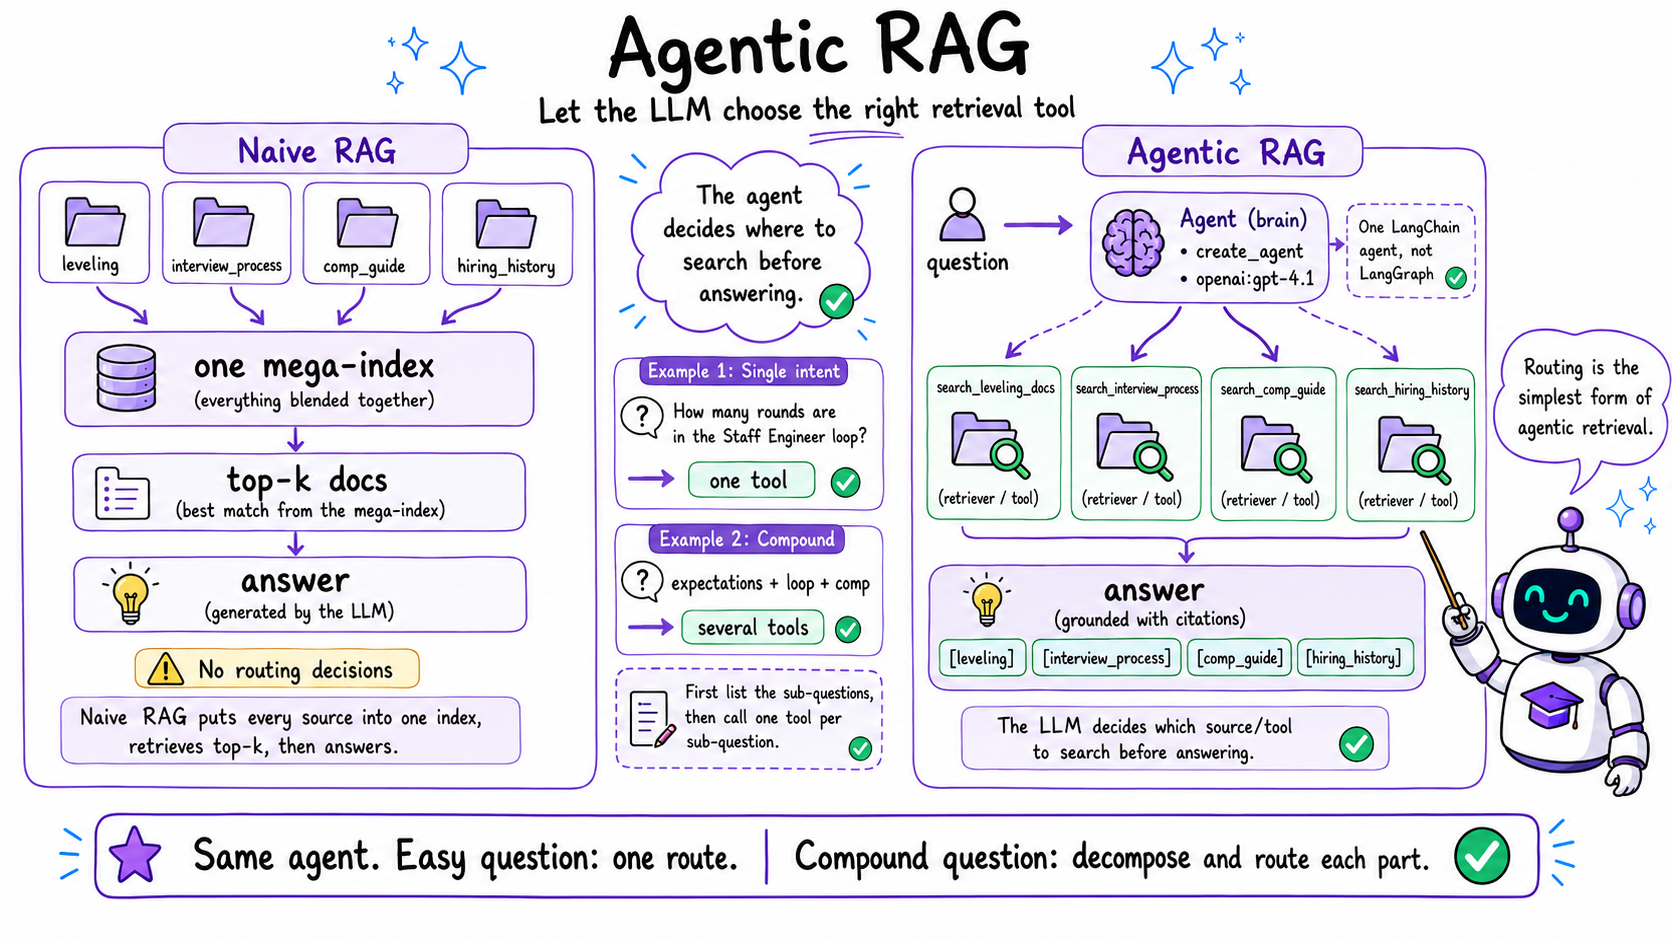 Agentic RAG
Let the LLM choose the right retrieval tool
Naive RAG
leveling
interview_process
comp_guide
hiring_history
one mega-index
(everything blended together)
top-k docs
(best match from the mega-index)
answer
(generated by the LLM)
No routing decisions
Naive RAG puts every source into one index,
retrieves top-k, then answers.
The agent
decides where to
search before
answering.
Example 1: Single intent
?
How many rounds are
in the Staff Engineer loop?
one tool
Example 2: Compound
?
expectations + loop + comp
several tools
First list the sub-questions,
then call one tool per
sub-question.
Agentic RAG
question
Agent (brain)
• create_agent
• openai:gpt-4.1
One LangChain
agent, not
LangGraph
search_leveling_docs
(retriever / tool)
search_interview_process
(retriever / tool)
search_comp_guide
(retriever / tool)
search_hiring_history
(retriever / tool)
answer
(grounded with citations)
[leveling]
[interview_process]
[comp_guide]
[hiring_history]
The LLM decides which source/tool
to search before answering.
Routing is the
simplest form of
agentic retrieval.
Same agent. Easy question: one route.
Compound question: decompose and route each part.